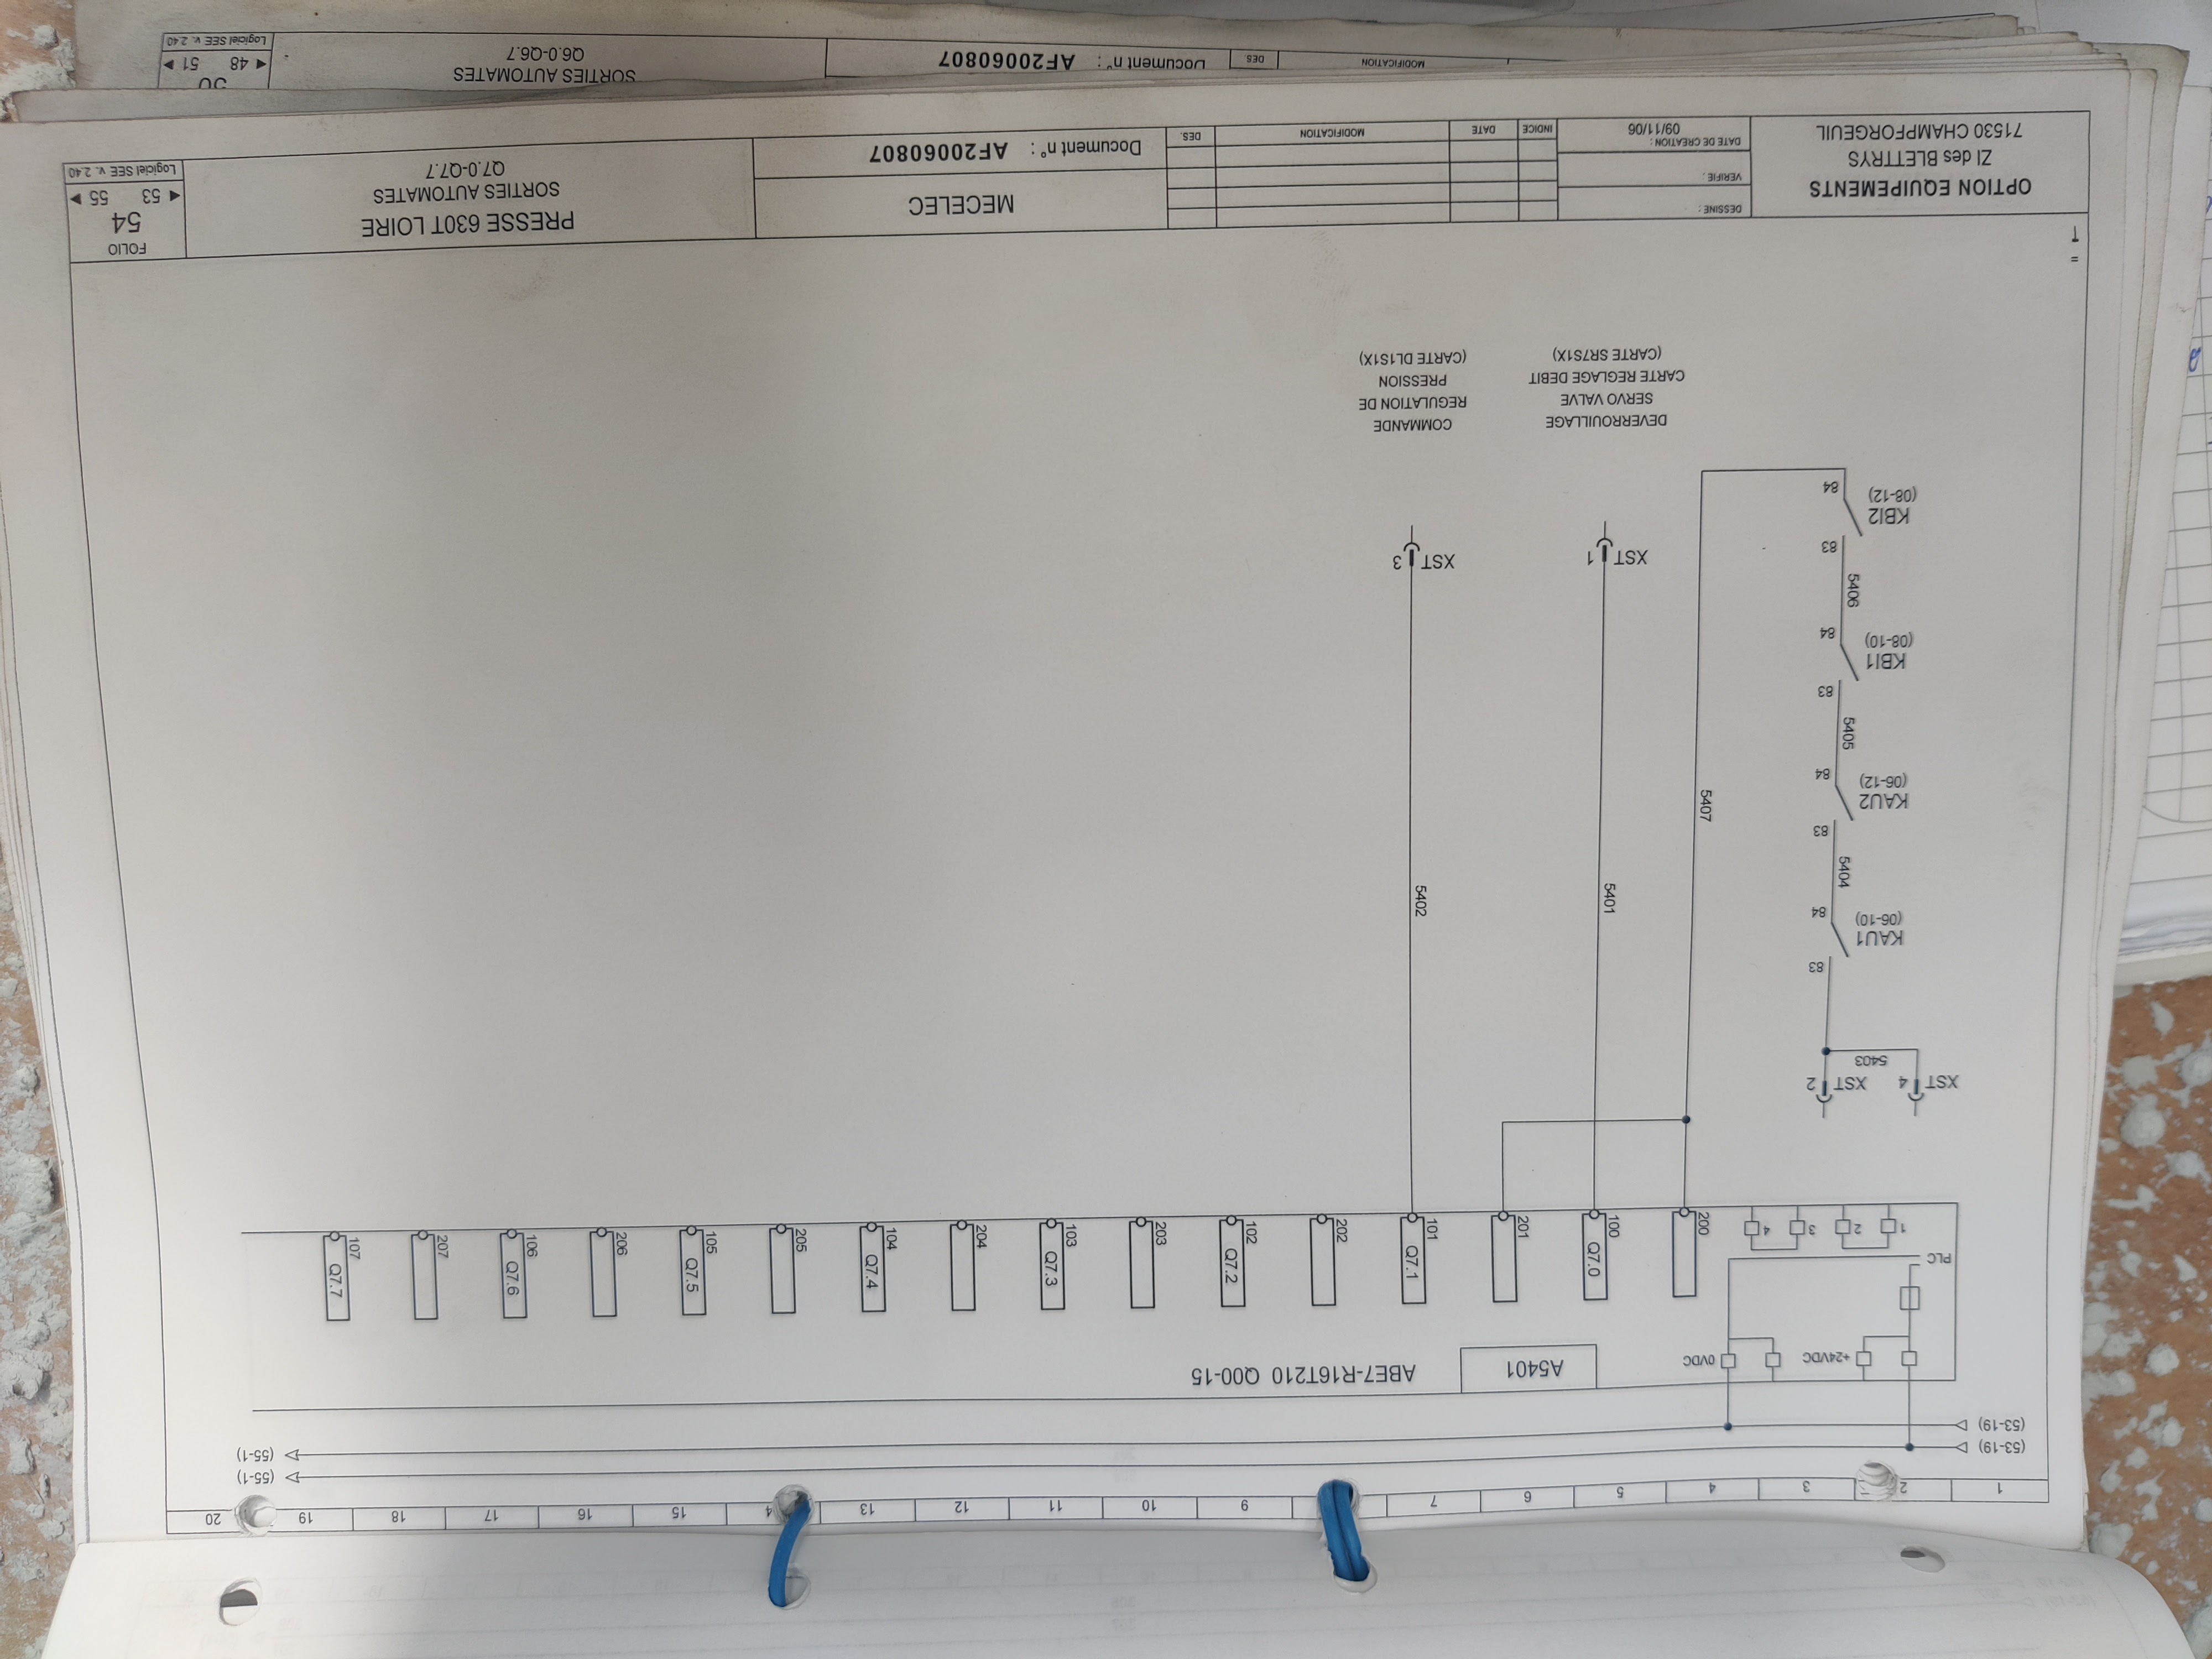 1 2 3 4 5 6 7 9 10 11 12 13 4 15 16 17 18 19 20
(53-19) (55-1)
(53-19) (55-1)
+24VDC 0VDC
A5401 ABE7-R16T210 Q00-15
PLC
1 2 3 4
Q7.0 Q7.1 Q7.2 Q7.3 Q7.4 Q7.5 Q7.6 Q7.7
200 100 201 101 202 102 203 103 204 104 205 105 206 106 207 107
XST 4 XST 2
5403
83
KAU1
(06-10)
84
5404
5401
5402
83
KAU2
(06-12)
84
5407
5405
83
KBI1
(08-10)
84
5406
83
KBI2
(08-12)
84
XST 1
XST 3
DEVERROUILLAGE
SERVO VALVE
CARTE REGLAGE DEBIT
(CARTE SR7S1X)
COMMANDE
REGULATION DE
PRESSION
(CARTE DL1S1X)
=
OPTION EQUIPEMENTS
ZI des BLETTRYS
71530 CHAMPFORGEUIL
DESSINE :
VERIFIE :
DATE DE CREATION :
09/11/06
INDICE DATE MODIFICATION DES.
MECELEC
Document n° : AF20060807
PRESSE 630T LOIRE
SORTIES AUTOMATES
Q7.0-Q7.7
FOLIO
54
◄ 53 55 ►
Logiciel SEE v. 2.40
MODIFICATION DES
Document n° : AF20060807
SORTIES AUTOMATES
Q6.0-Q6.7
50
◄ 48 51 ►
Logiciel SEE v. 2.40